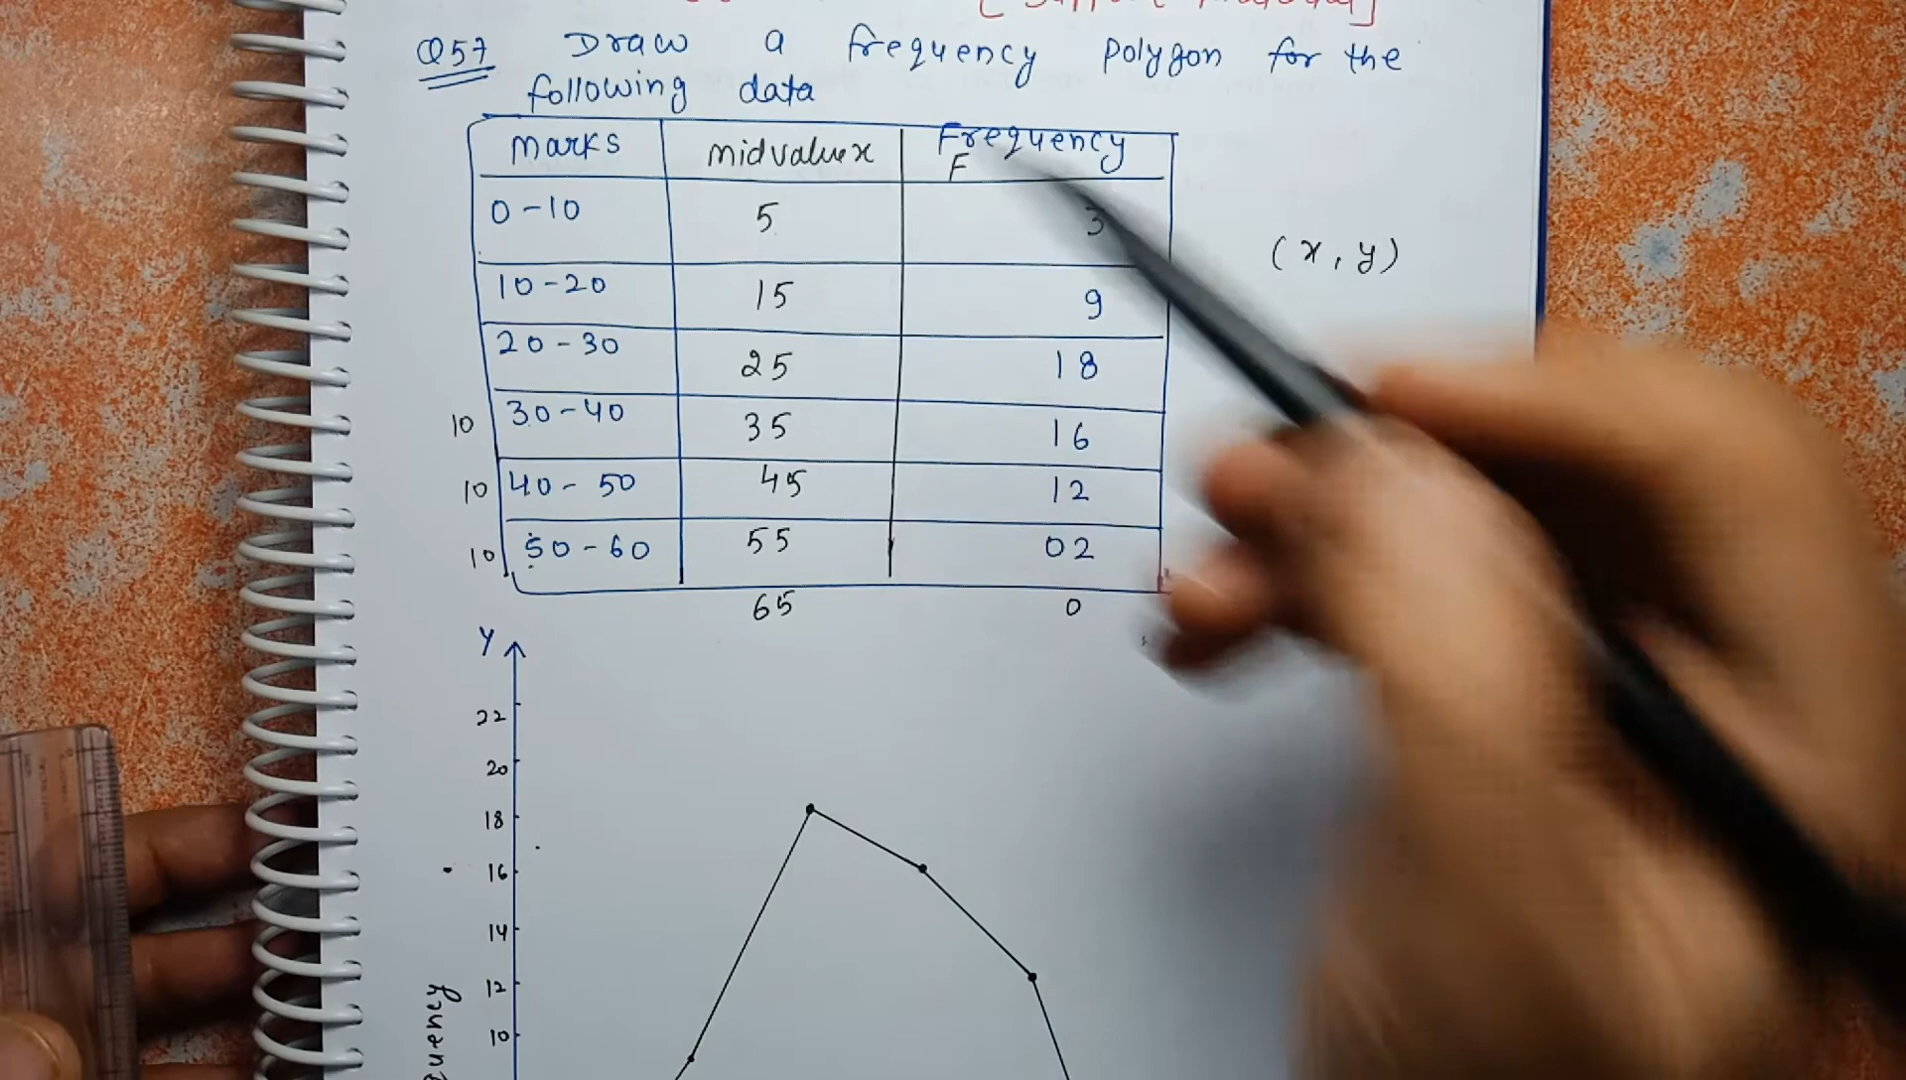 Q57 Draw a frequency polygon for the
following data
marks midvalue x Frequency
F
0-10 5 3
10-20 15 9
20-30 25 18
10 30-40 35 16
10 40-50 45 12
10 50-60 55 02
65 0
(x, y)
Y
22
20
18
16
14
12
10